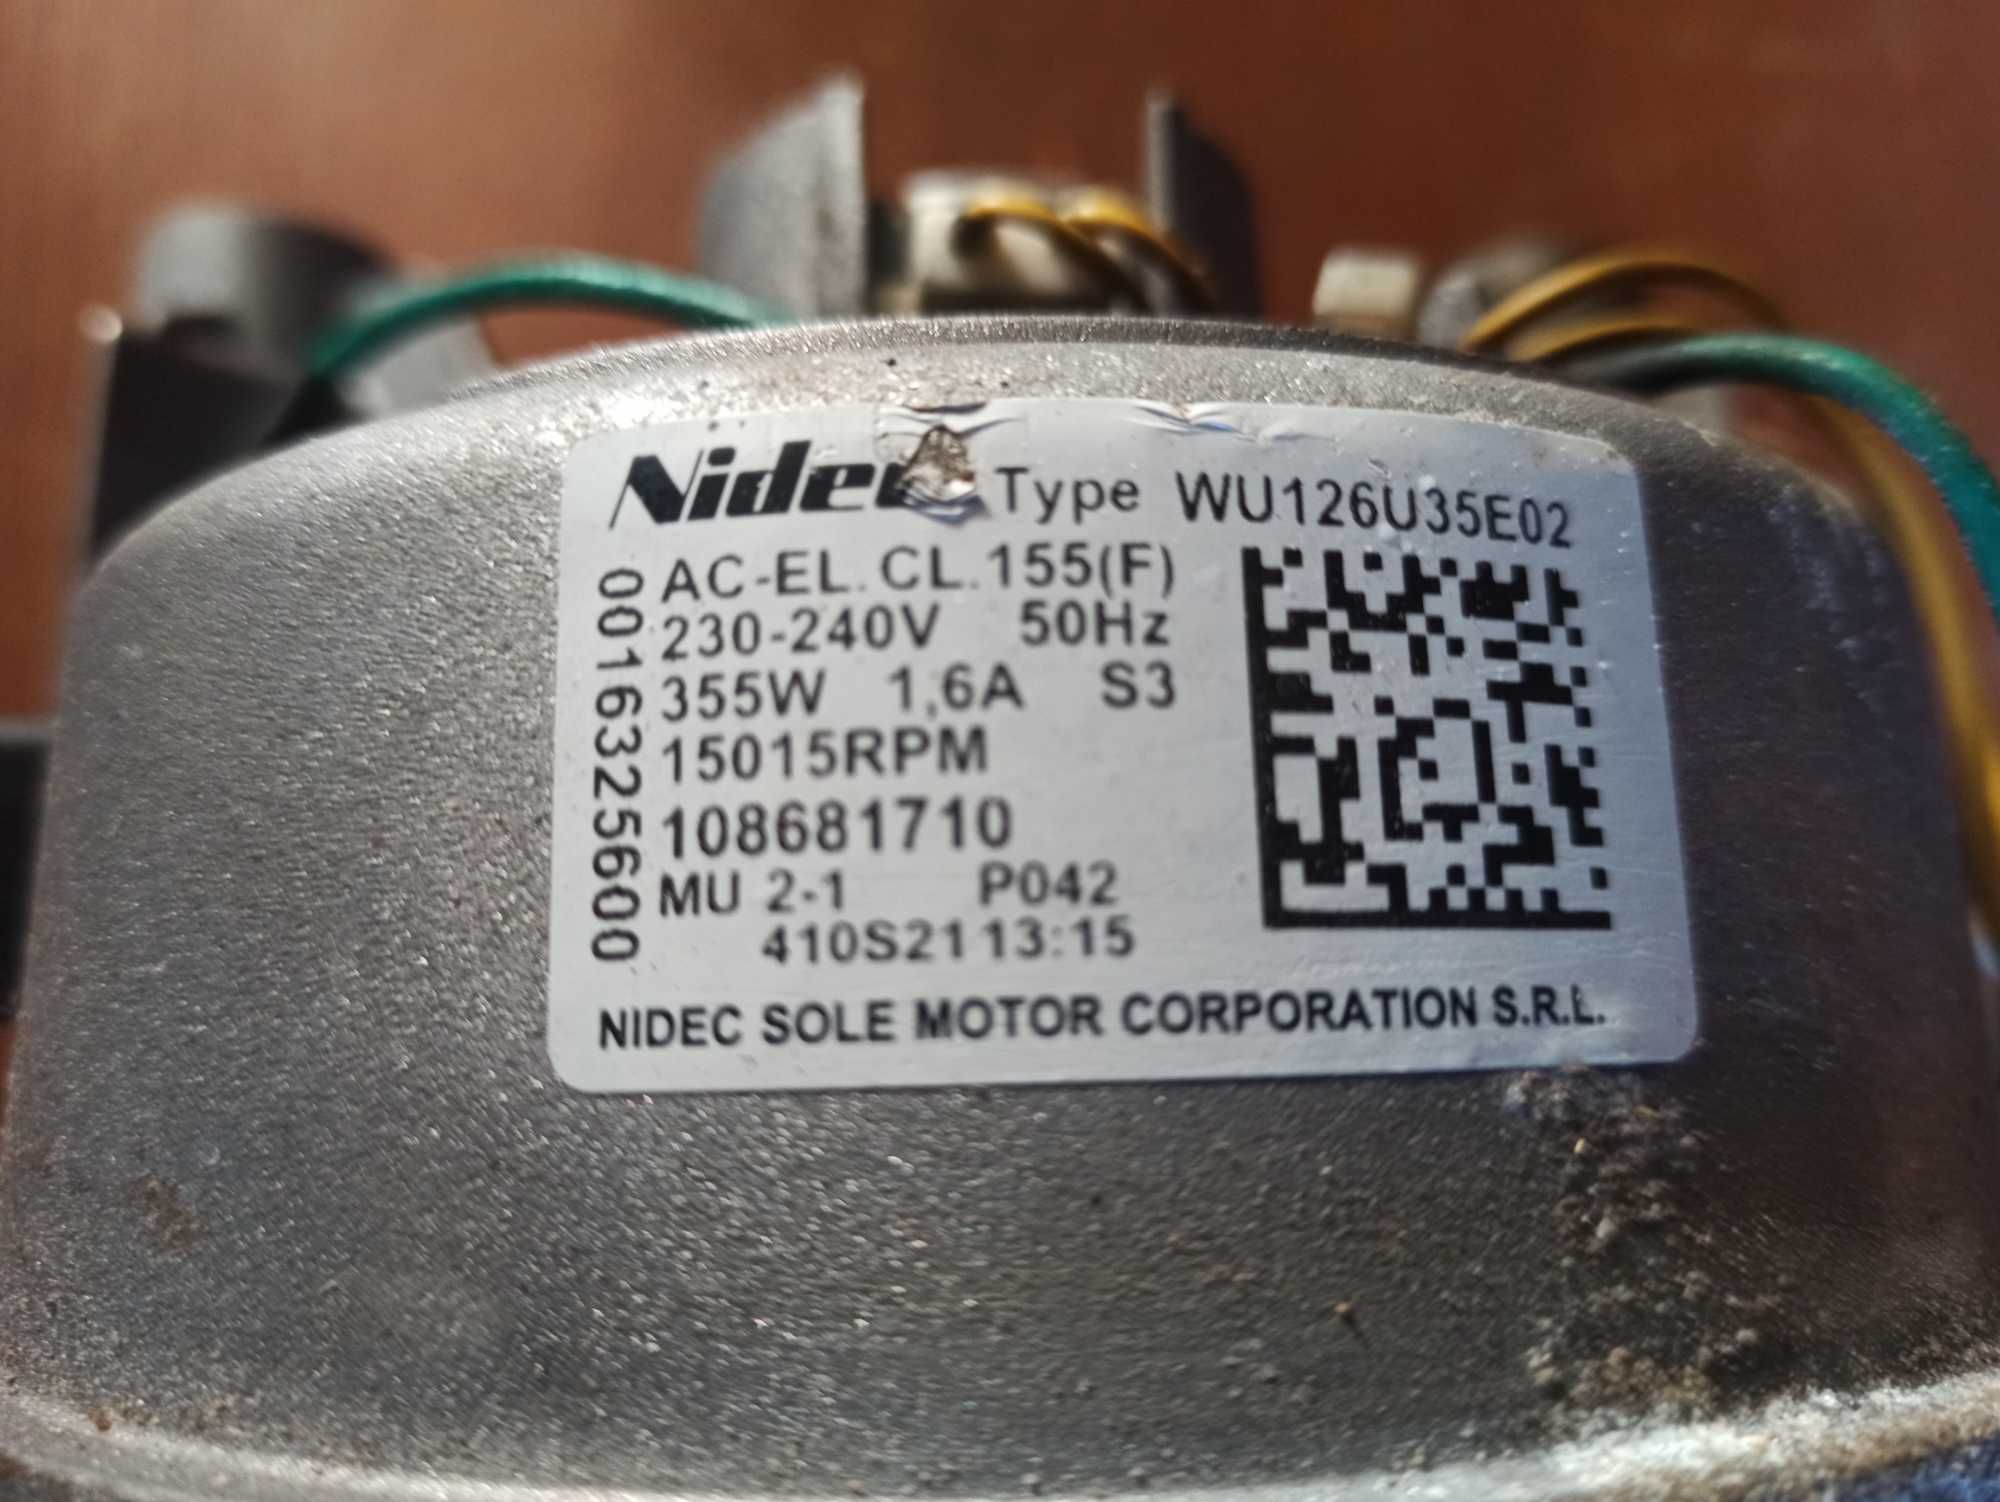 Nidec Type WU126U35E02
AC-EL. CL. 155(F)
230-240V 50Hz
355W 1,6A S3
15015RPM
108681710
MU 2-1 P042
410S21 13:15
00163225600
NIDEC SOLE MOTOR CORPORATION S.R.L.